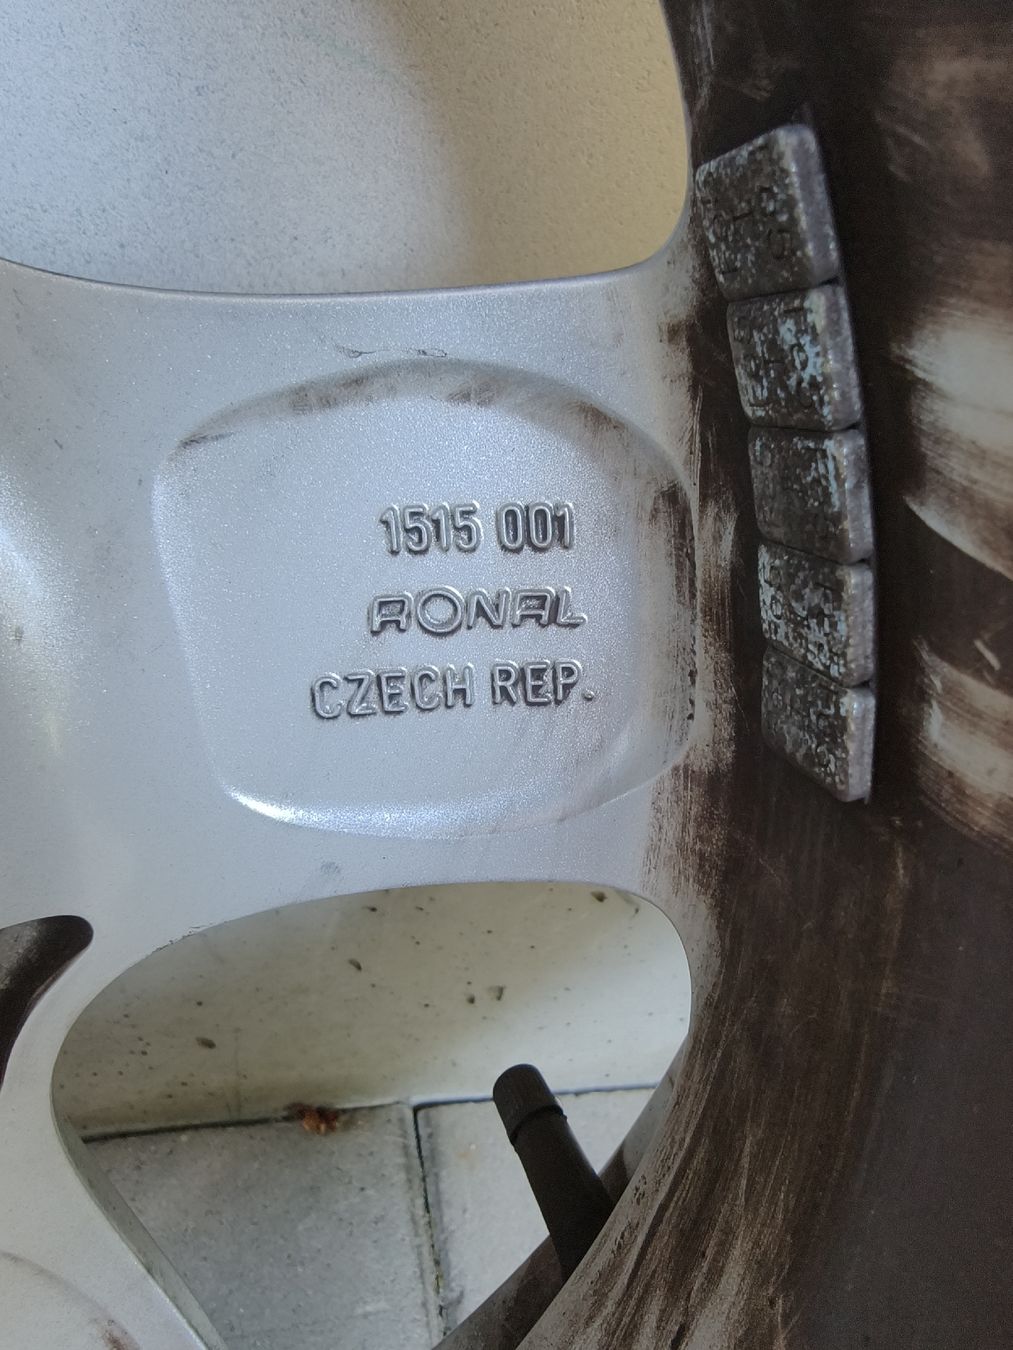 1515 001
RONAL
CZECH REP.